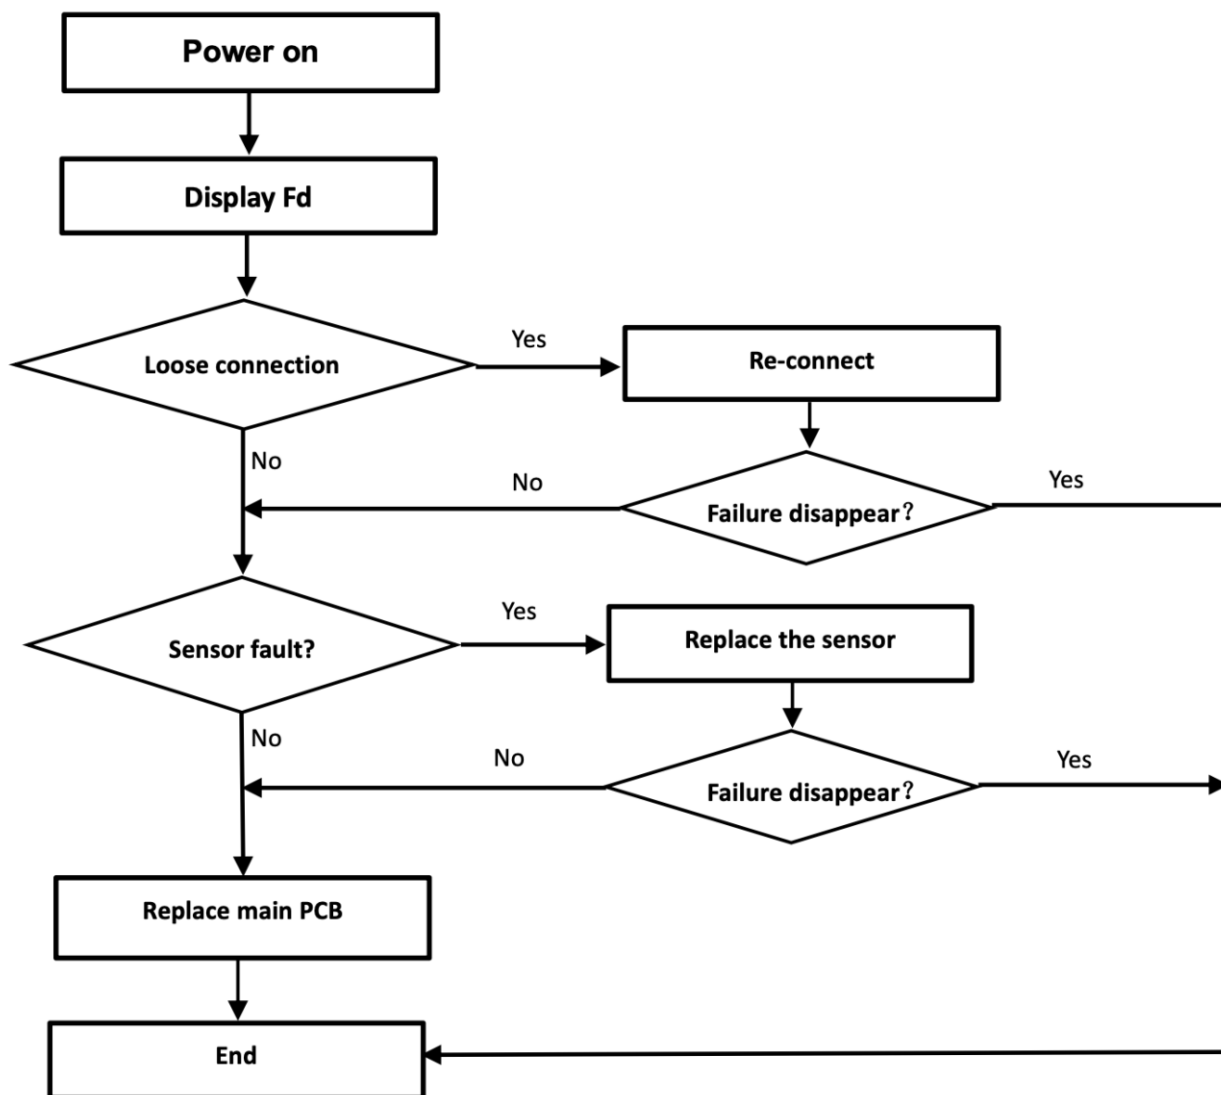 Power on
Display Fd
Loose connection
Yes
Re-connect
No
No
Failure disappear?
Yes
Sensor fault?
Yes
Replace the sensor
No
No
Failure disappear?
Yes
Replace main PCB
End